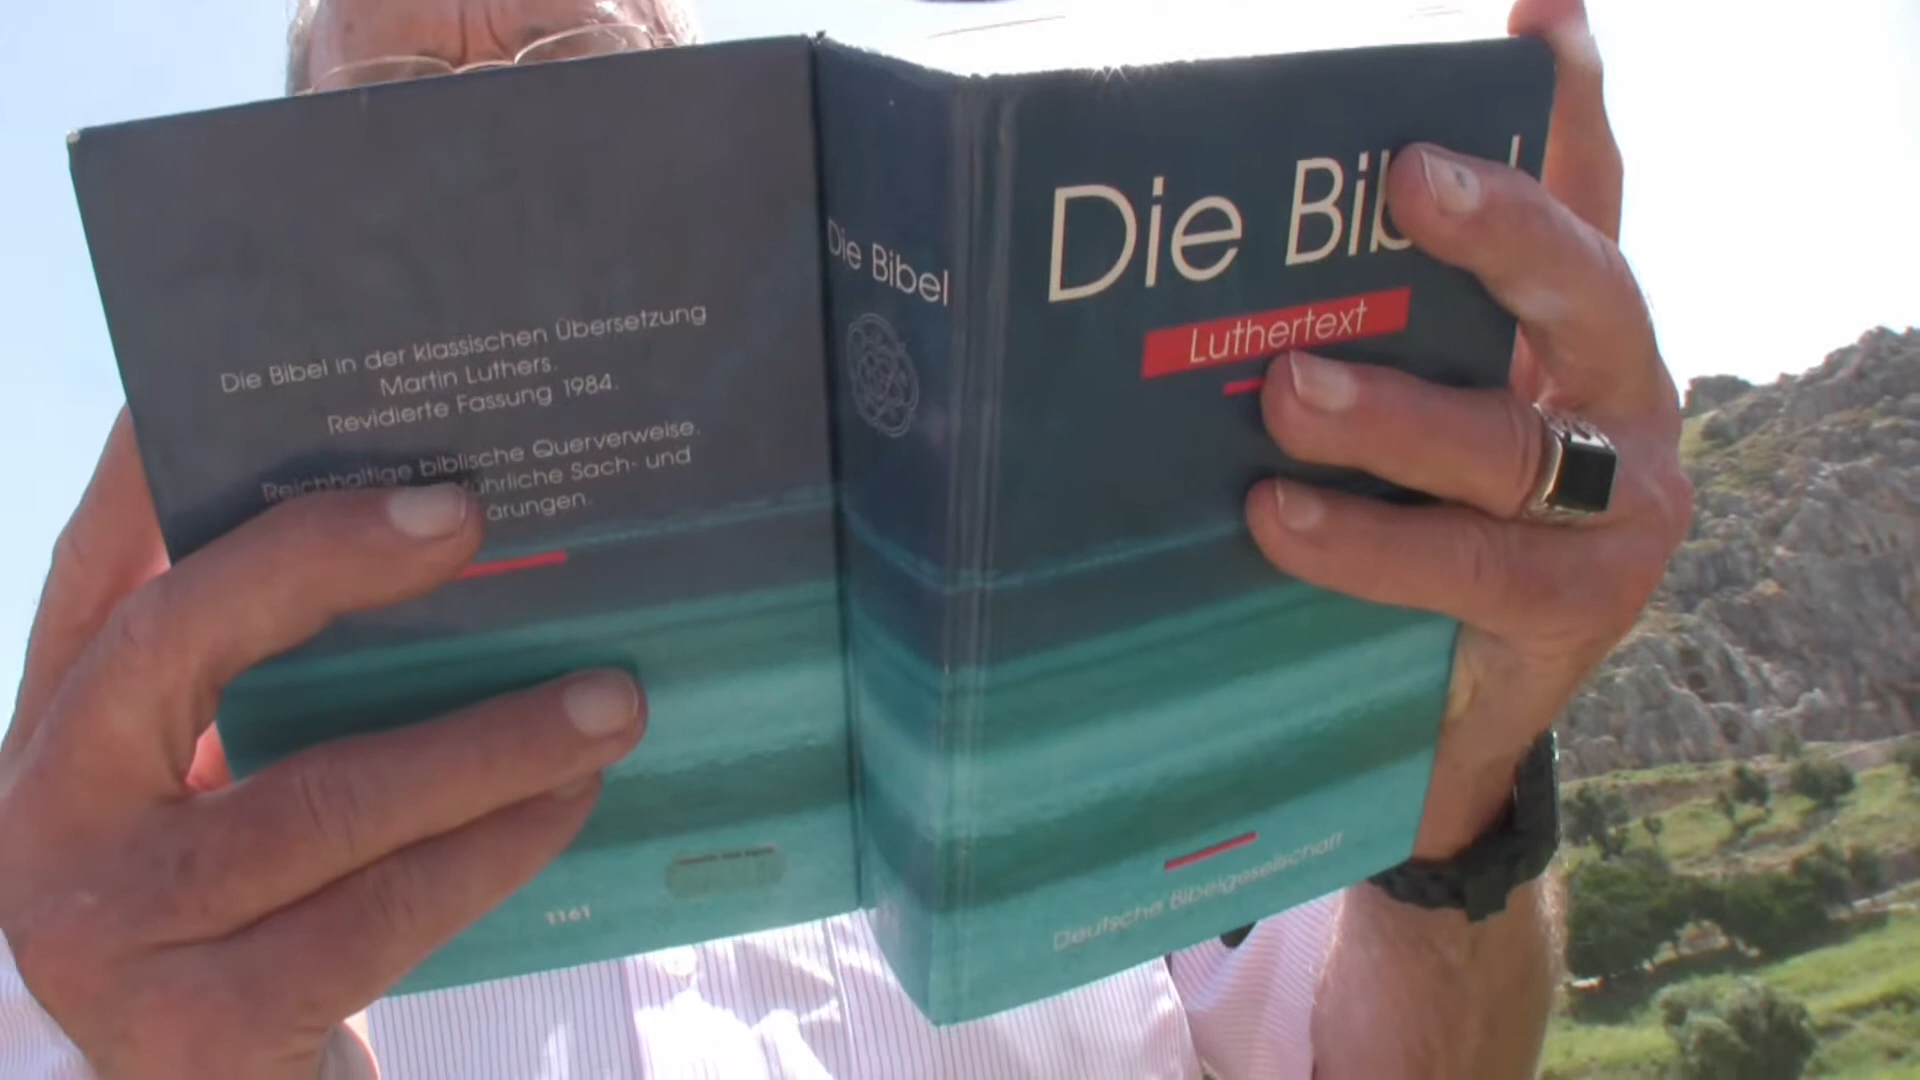 Die Bibel in der klassischen Übersetzung
Martin Luthers.
Revidierte Fassung 1984.
Reichhaltige biblische Querverweise.
ührliche Sach- und
ärungen.
1161
Die Bibel
Die Bib l
Luthertext
Deutsche Bibelgesellschaft